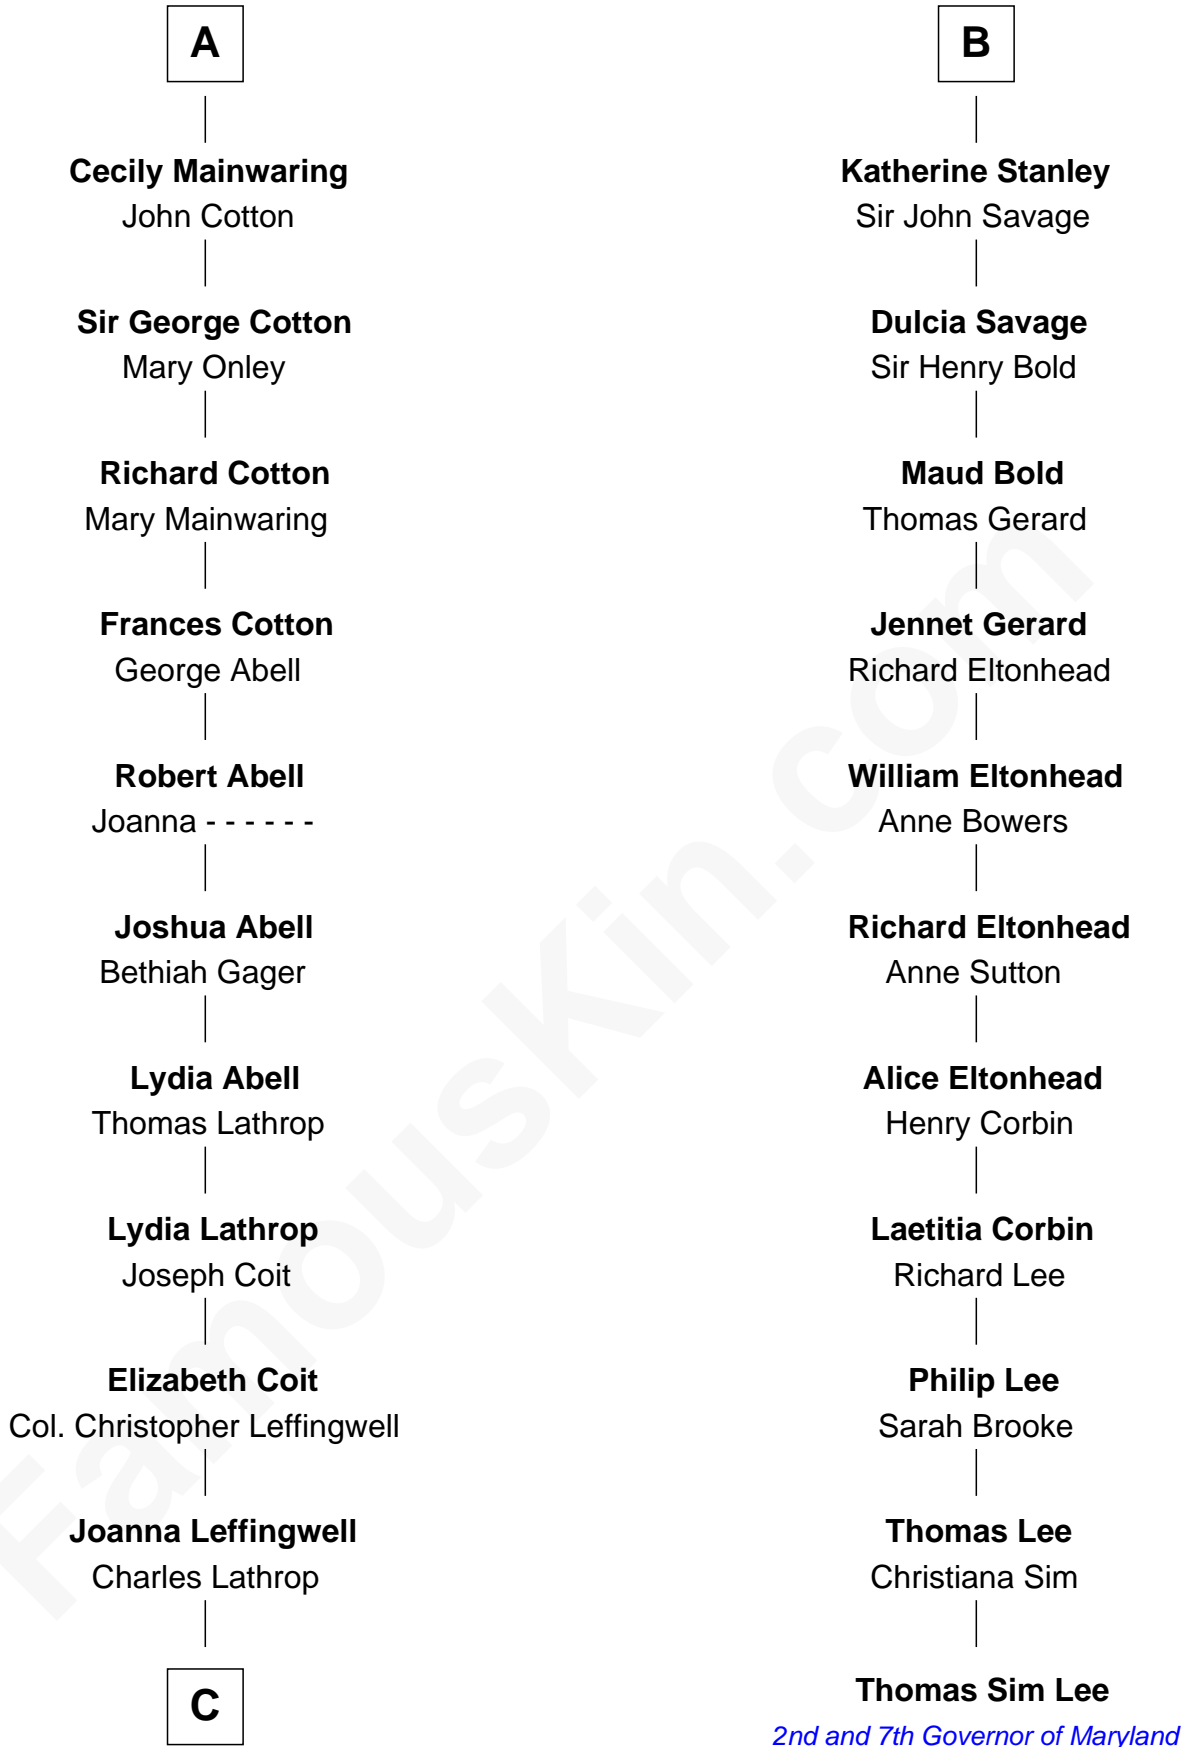 A
Cecily Mainwaring
John Cotton
Sir George Cotton
Mary Onley
Richard Cotton
Mary Mainwaring
Frances Cotton
George Abell
Robert Abell
Joanna - - - - - -
Joshua Abell
Bethiah Gager
Lydia Abell
Thomas Lathrop
Lydia Lathrop
Joseph Coit
Elizabeth Coit
Col. Christopher Leffingwell
Joanna Leffingwell
Charles Lathrop
C
B
Katherine Stanley
Sir John Savage
Dulcia Savage
Sir Henry Bold
Maud Bold
Thomas Gerard
Jennet Gerard
Richard Eltonhead
William Eltonhead
Anne Bowers
Richard Eltonhead
Anne Sutton
Alice Eltonhead
Henry Corbin
Laetitia Corbin
Richard Lee
Philip Lee
Sarah Brooke
Thomas Lee
Christiana Sim
Thomas Sim Lee
2nd and 7th Governor of Maryland
FamousKin.com